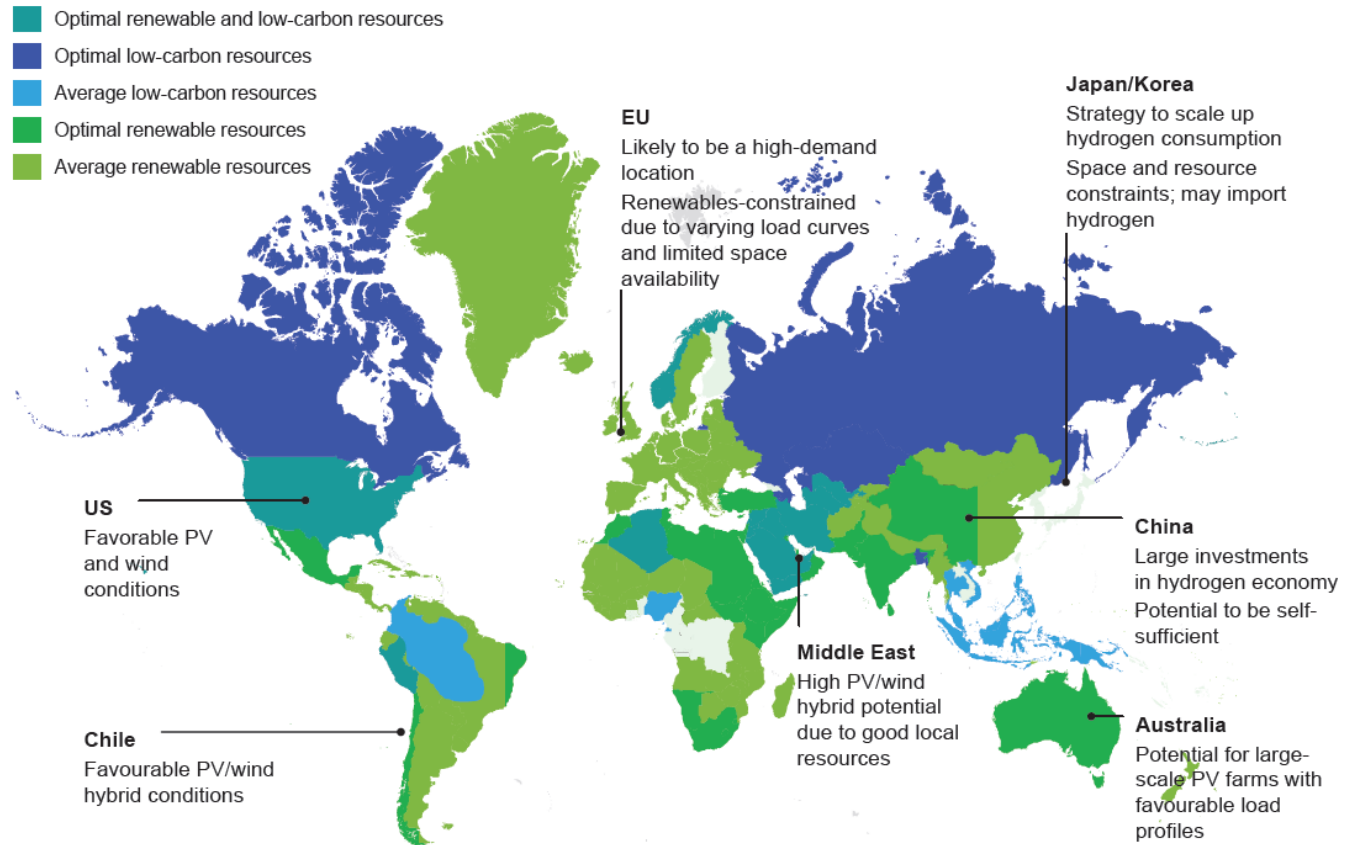 Optimal renewable and low-carbon resources
Optimal low-carbon resources
Average low-carbon resources
Optimal renewable resources
Average renewable resources
EU
Likely to be a high-demand
location
Renewables-constrained
due to varying load curves
and limited space
availability
Japan/Korea
Strategy to scale up
hydrogen consumption
Space and resource
constraints; may import
hydrogen
US
Favorable PV
and wind
conditions
China
Large investments
in hydrogen economy
Potential to be self-
sufficient
Middle East
High PV/wind
hybrid potential
due to good local
resources
Chile
Favourable PV/wind
hybrid conditions
Australia
Potential for large-
scale PV farms with
favourable load
profiles